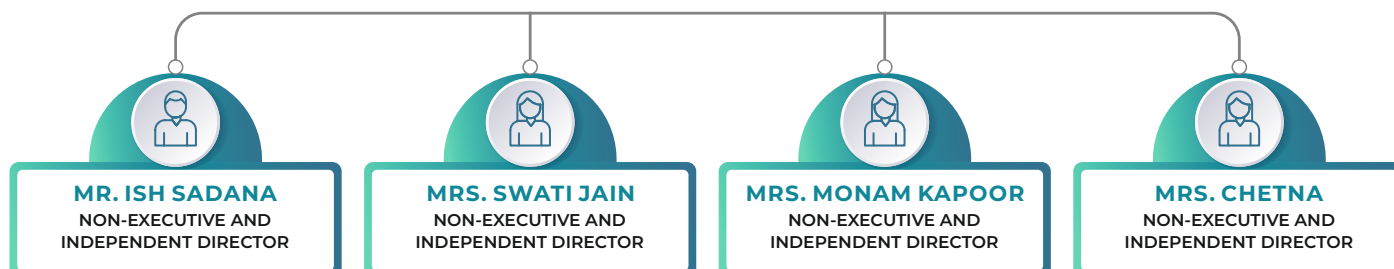 MR. ISH SADANA
NON-EXECUTIVE AND
INDEPENDENT DIRECTOR
MRS. SWATI JAIN
NON-EXECUTIVE AND
INDEPENDENT DIRECTOR
MRS. MONAM KAPOOR
NON-EXECUTIVE AND
INDEPENDENT DIRECTOR
MRS. CHETNA
NON-EXECUTIVE AND
INDEPENDENT DIRECTOR